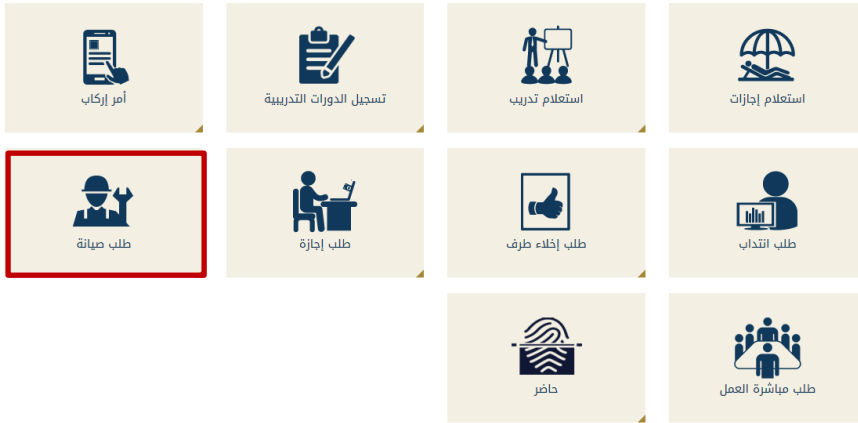 استعلام إجازات
استعلام تدريب
تسجيل الدورات التدريبية
أمر إركاب
طلب انتداب
طلب إخلاء طرف
طلب إجازة
طلب صيانة
طلب مباشرة العمل
حاضر